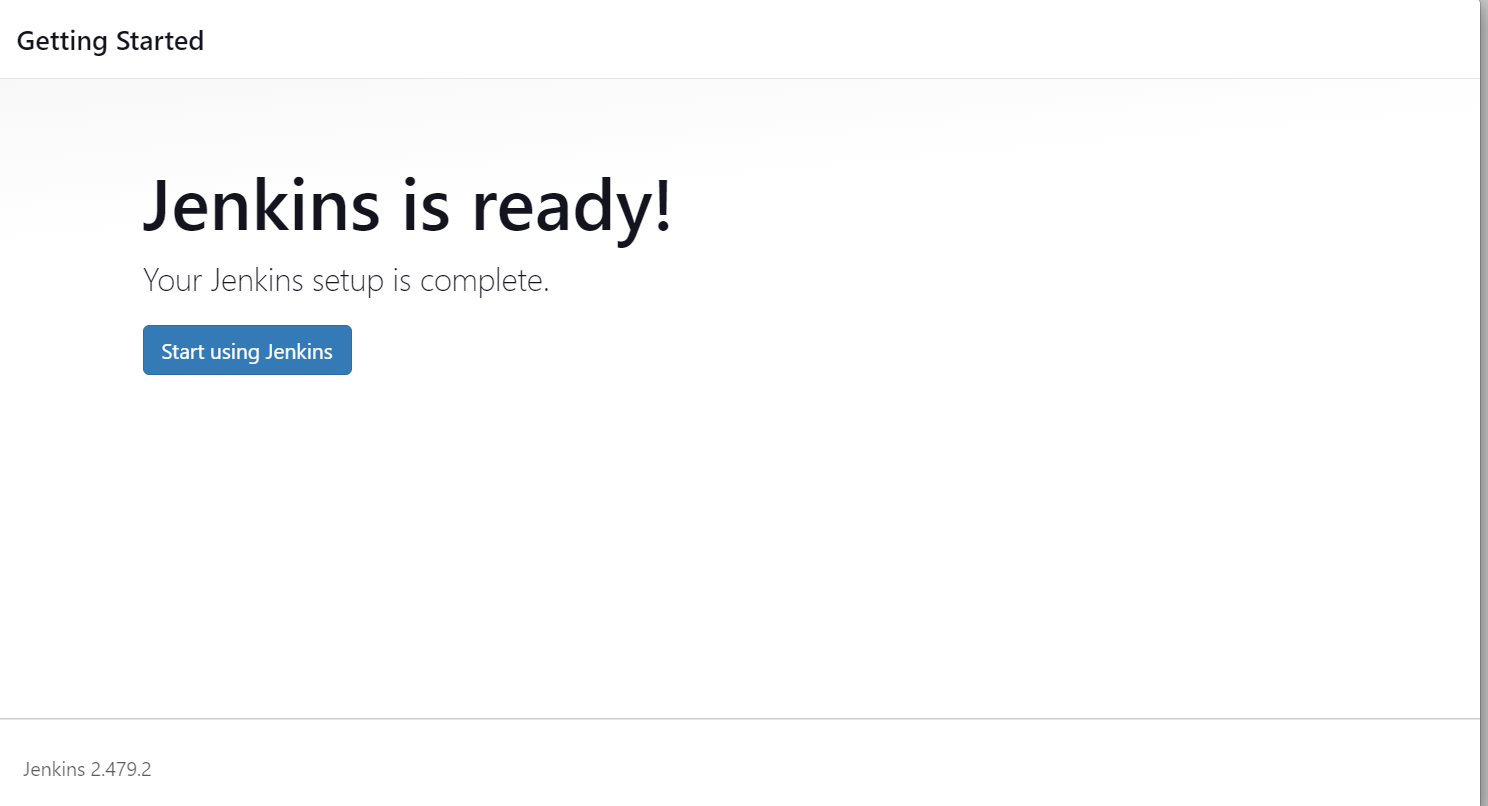 Getting Started
Jenkins is ready!
Your Jenkins setup is complete.
Start using Jenkins
Jenkins 2.479.2